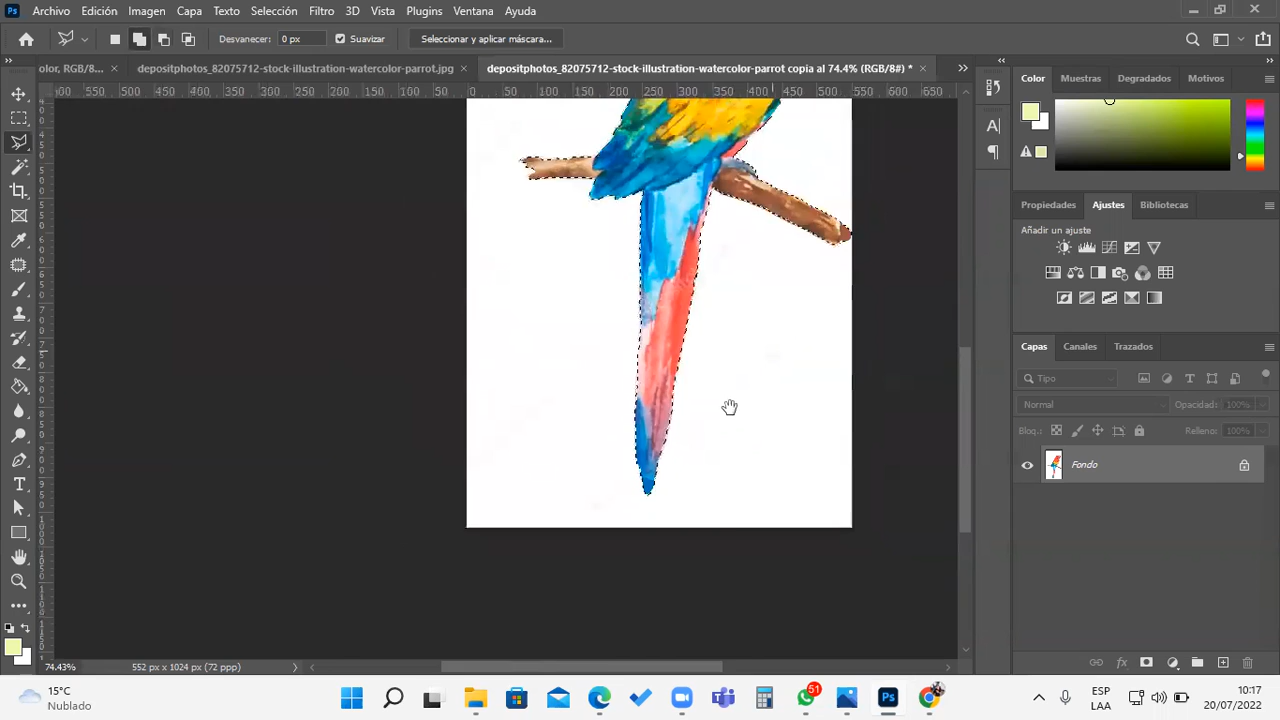 Ps Archivo Edición Imagen Capa Texto Selección Filtro 3D Vista Plugins Ventana Ayuda
Desvanecer: 0 px Suavizar Seleccionar y aplicar máscara...
olor, RGB/8... × depositphotos_82075712-stock-illustration-watercolor-parrot.jpg × depositphotos_82075712-stock-illustration-watercolor-parrot copia al 74.4% (RGB/8#) * ×
600 550 500 450 400 350 300 250 200 150 100 50 0 50 100 150 200 250 300 350 400 450 500 550 600 650
Color Muestras Degradados Motivos
Propiedades Ajustes Bibliotecas
Añadir un ajuste
Capas Canales Trazados
Tipo
Normal Opacidad: 100%
Bloq.: Relleno: 100%
Fondo
74.43% 552 px x 1024 px (72 ppp)
15°C
Nublado
51
Ps
ESP
LAA
10:17
20/07/2022